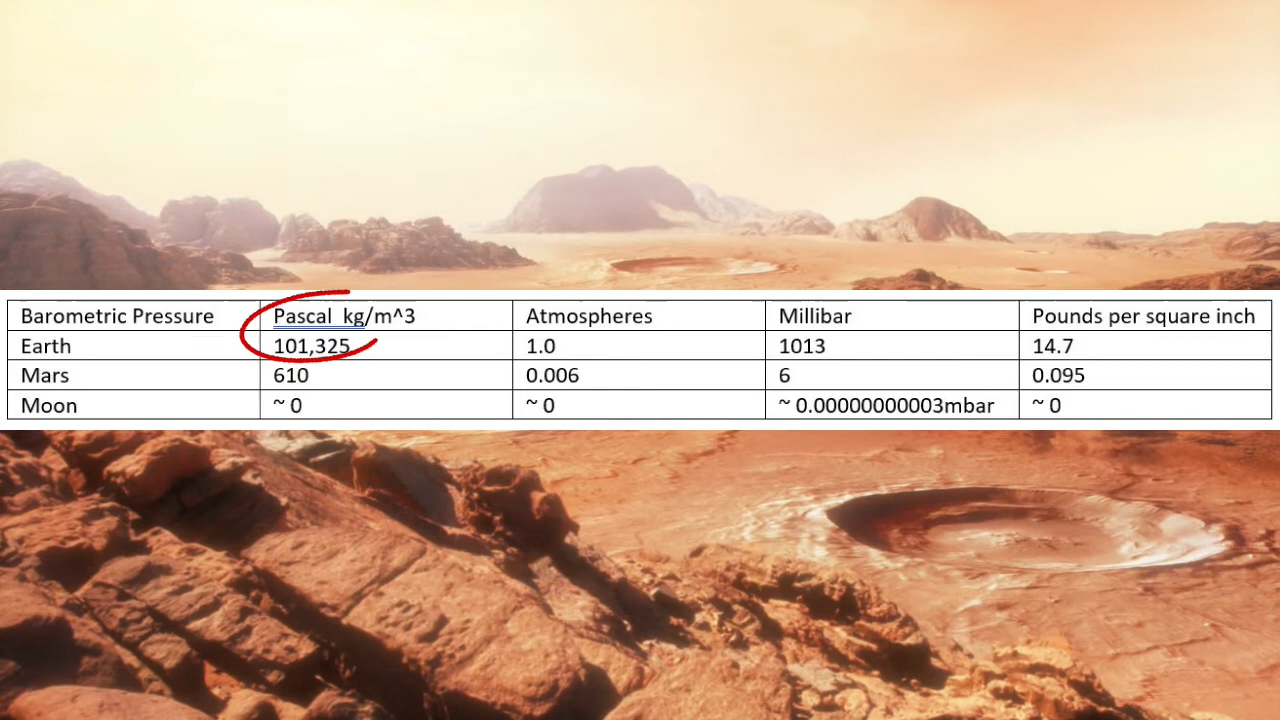 Barometric Pressure Pascal  kg/m^3 Atmospheres Millibar Pounds per square inch
Earth 101,325 1.0 1013 14.7
Mars 610 0.006 6 0.095
Moon ~ 0 ~ 0 ~ 0.00000000003mbar ~ 0